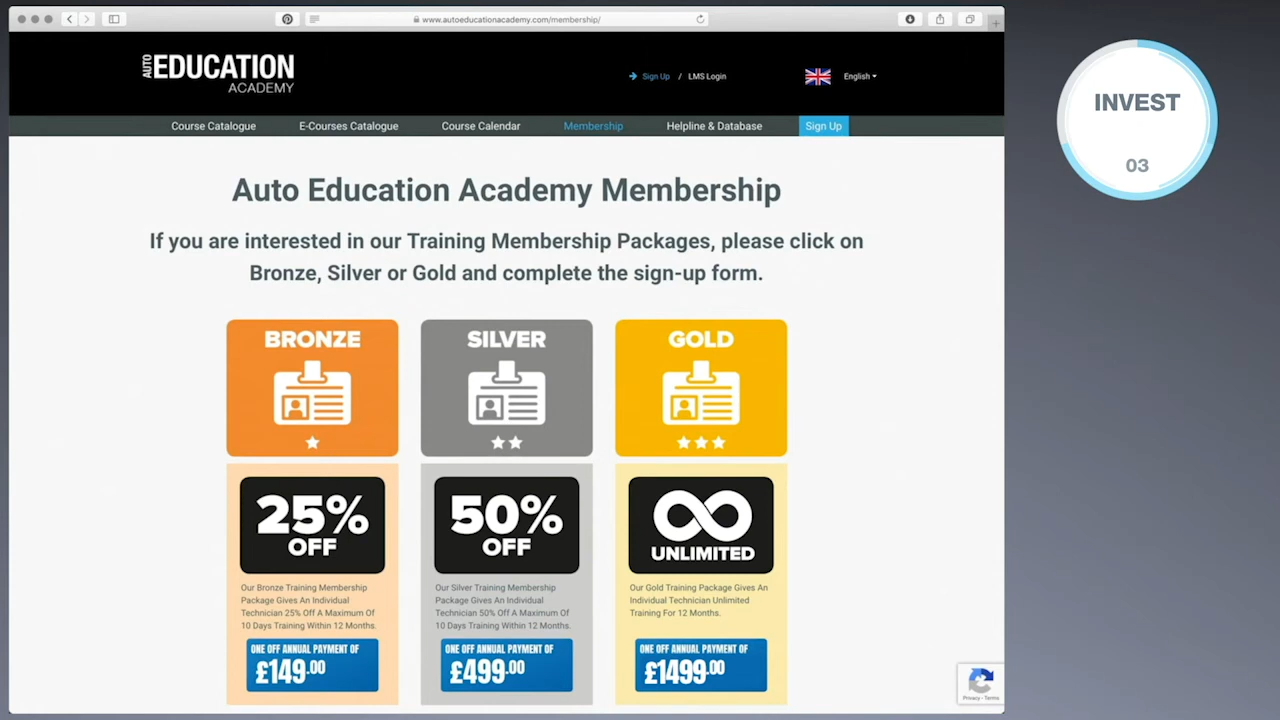 www.autoeducationacademy.com/membership/
AUTO EDUCATION
ACADEMY
Sign Up / LMS Login
English
Course Catalogue E-Courses Catalogue Course Calendar Membership Helpline & Database Sign Up
Auto Education Academy Membership
If you are interested in our Training Membership Packages, please click on
Bronze, Silver or Gold and complete the sign-up form.
BRONZE
SILVER
GOLD
25%
OFF
Our Bronze Training Membership
Package Gives An Individual
Technician 25% Off A Maximum Of
10 Days Training Within 12 Months.
ONE OFF ANNUAL PAYMENT OF
£149.00
50%
OFF
Our Silver Training Membership
Package Gives An Individual
Technician 50% Off A Maximum Of
10 Days Training Within 12 Months.
ONE OFF ANNUAL PAYMENT OF
£499.00
UNLIMITED
Our Gold Training Package Gives An
Individual Technician Unlimited
Training For 12 Months.
ONE OFF ANNUAL PAYMENT OF
£1499.00
Privacy - Terms
INVEST
03